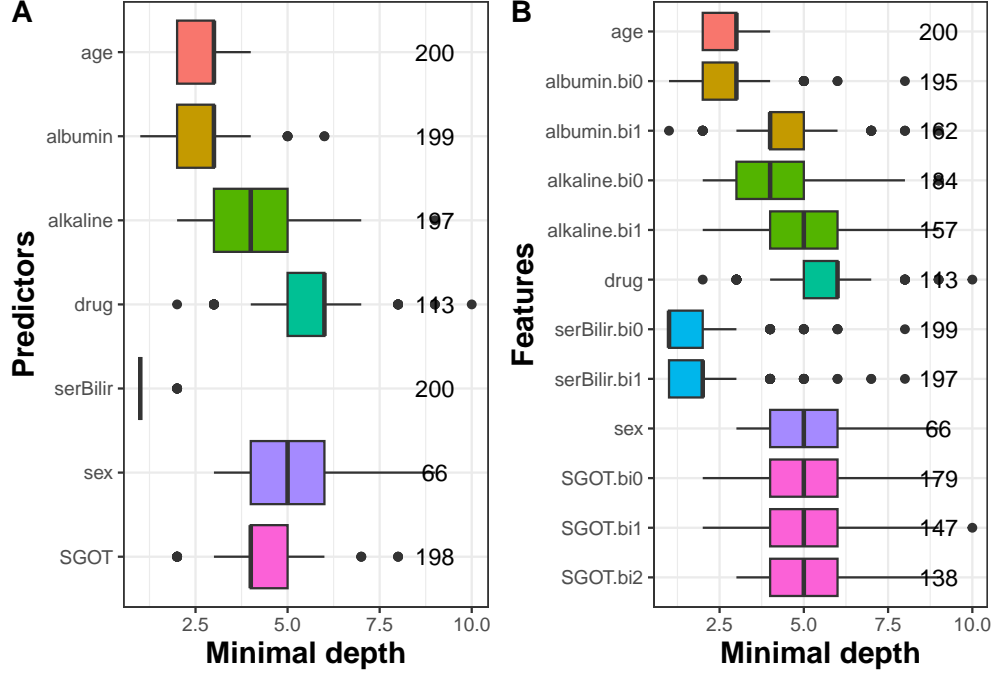 A
Predictors
age
albumin
alkaline
drug
serBilir
sex
SGOT
200
199
197
113
200
66
198
2.5 5.0 7.5 10.0
Minimal depth
B
Features
age
albumin.bi0
albumin.bi1
alkaline.bi0
alkaline.bi1
drug
serBilir.bi0
serBilir.bi1
sex
SGOT.bi0
SGOT.bi1
SGOT.bi2
200
195
162
184
157
113
199
197
66
179
147
138
2.5 5.0 7.5 10.0
Minimal depth